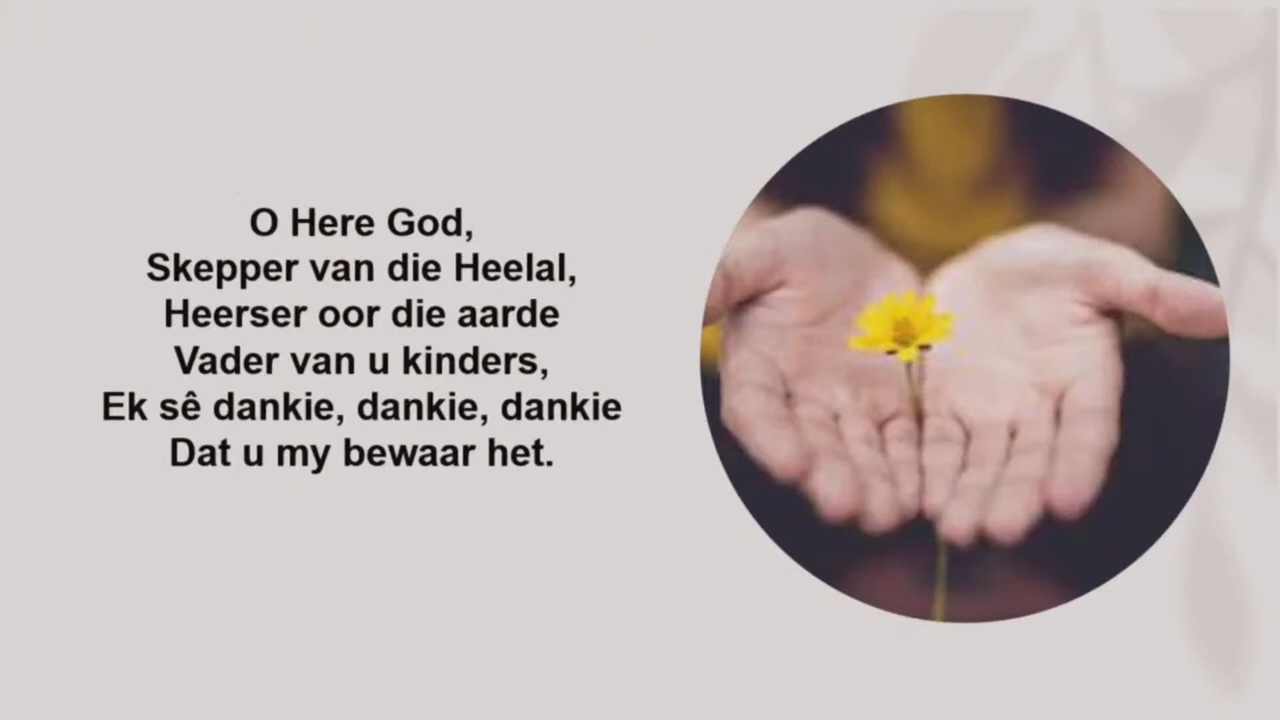 O Here God,
Skepper van die Heelal,
Heerser oor die aarde
Vader van u kinders,
Ek sê dankie, dankie, dankie
Dat u my bewaar het.